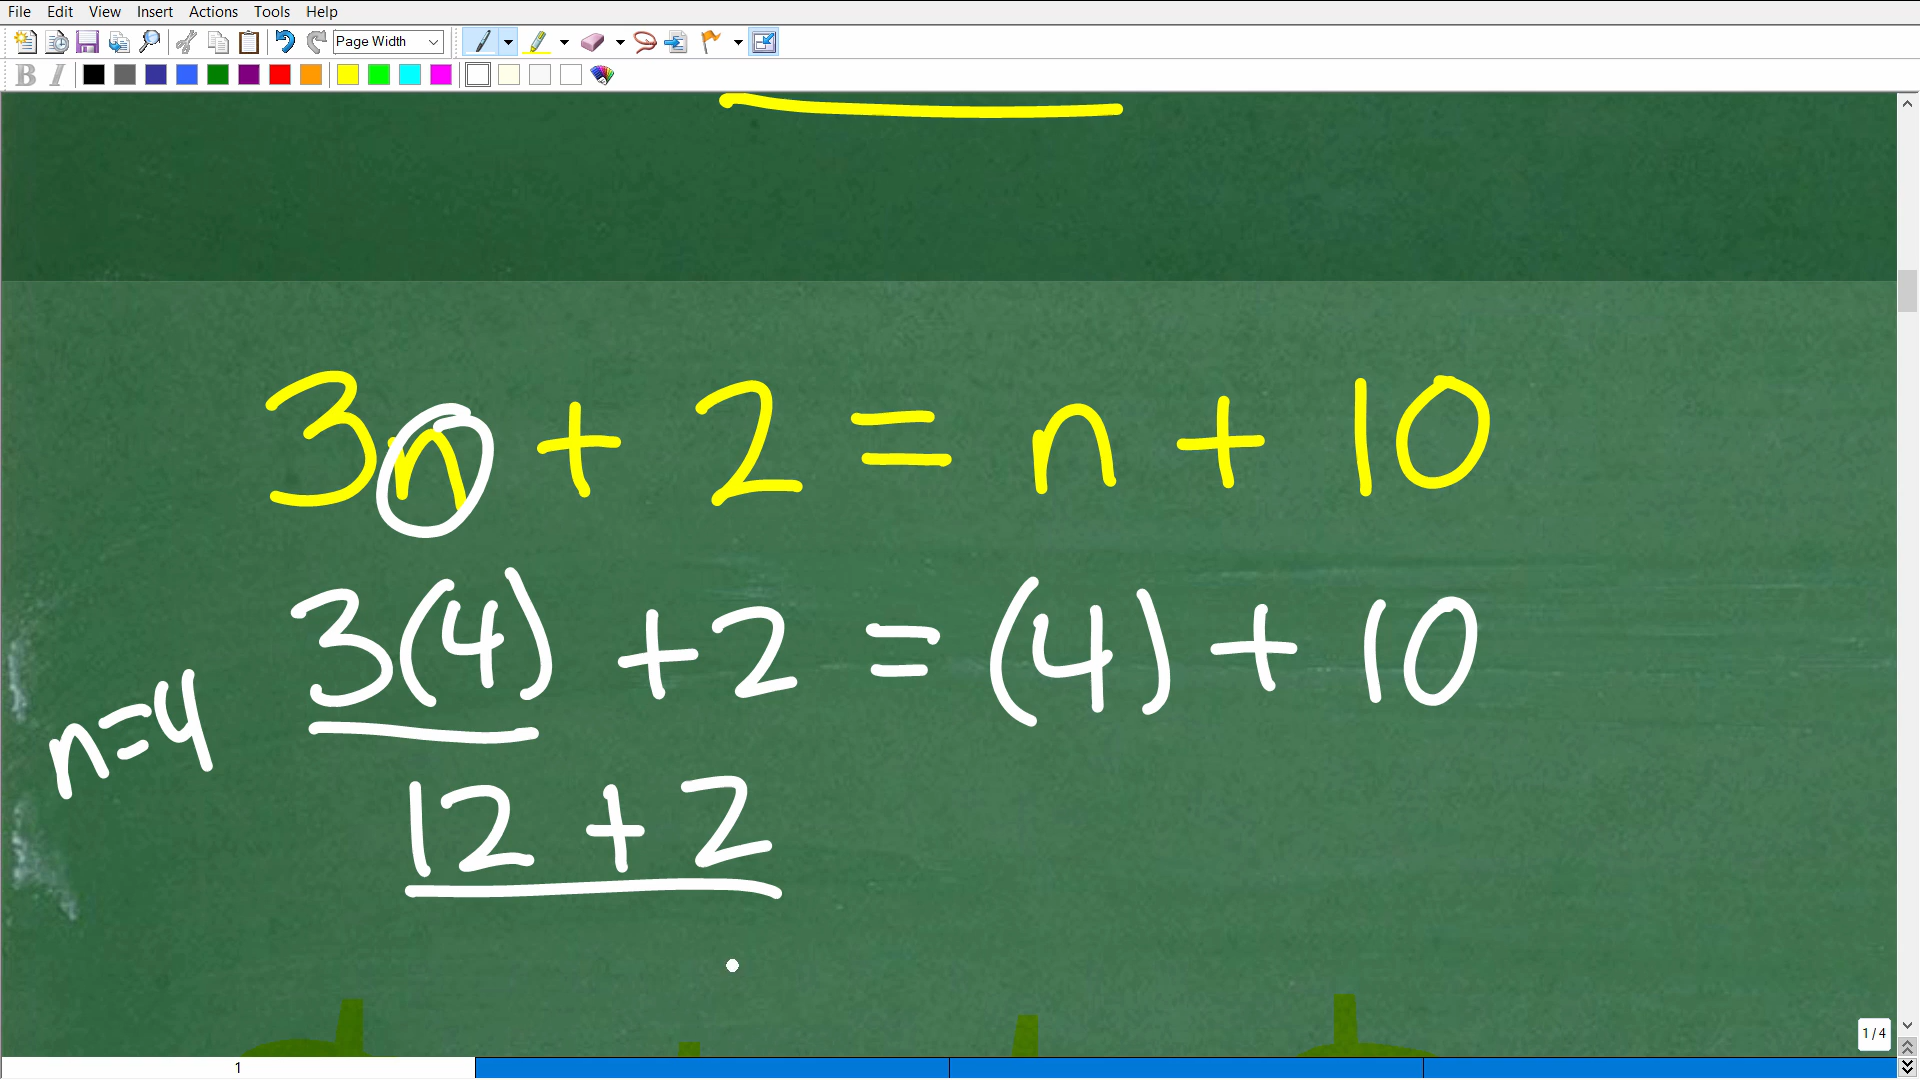 File Edit View Insert Actions Tools Help
Page Width
B I
3n + 2 = n + 10
3(4) + 2 = (4) + 10
n=4
12 + 2
1 / 4
1